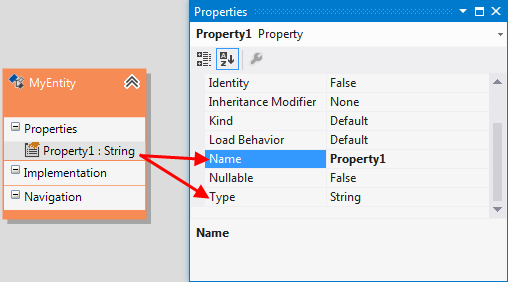 MyEntity
Properties
Property1 : String
Implementation
Navigation
Properties
Property1 Property
Identity False
Inheritance Modifier None
Kind Default
Load Behavior Default
Name Property1
Nullable False
Type String
Name